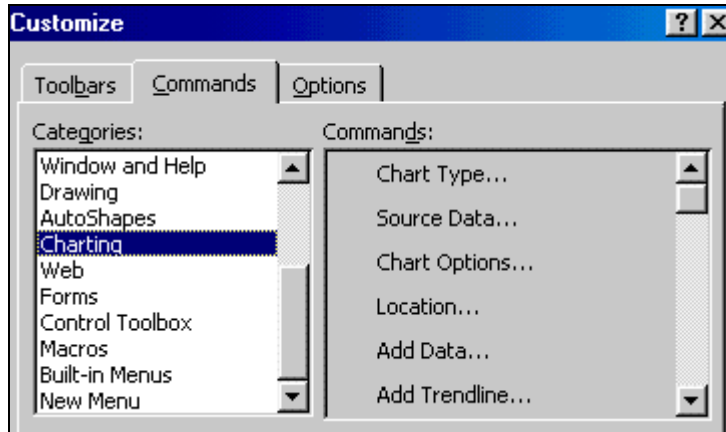 Customize
Toolbars Commands Options
Categories:
Window and Help
Drawing
AutoShapes
Charting
Web
Forms
Control Toolbox
Macros
Built-in Menus
New Menu
Commands:
Chart Type...
Source Data...
Chart Options...
Location...
Add Data...
Add Trendline...